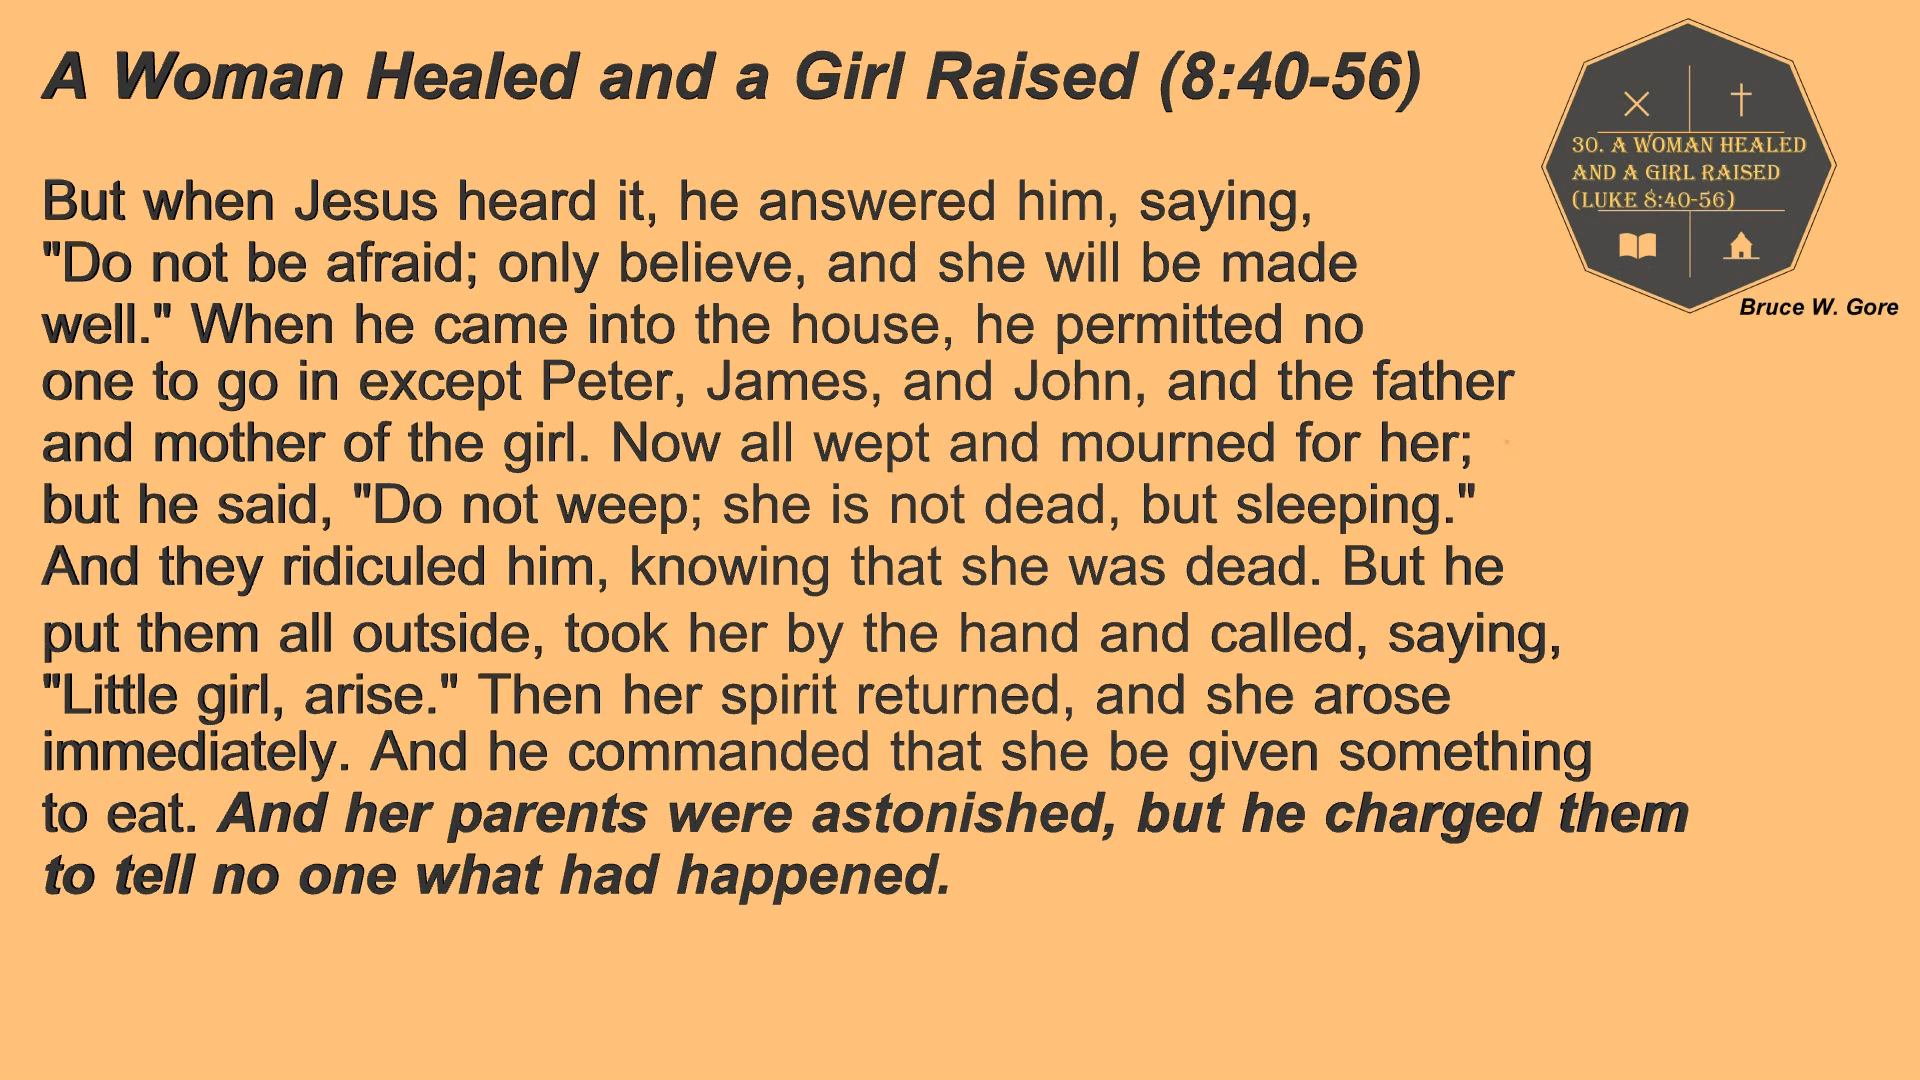 A Woman Healed and a Girl Raised (8:40-56)
30. A WOMAN HEALED
AND A GIRL RAISED
(LUKE 8:40-56)
Bruce W. Gore
But when Jesus heard it, he answered him, saying,
"Do not be afraid; only believe, and she will be made
well." When he came into the house, he permitted no
one to go in except Peter, James, and John, and the father
and mother of the girl. Now all wept and mourned for her;
but he said, "Do not weep; she is not dead, but sleeping."
And they ridiculed him, knowing that she was dead. But he
put them all outside, took her by the hand and called, saying,
"Little girl, arise." Then her spirit returned, and she arose
immediately. And he commanded that she be given something
to eat. And her parents were astonished, but he charged them
to tell no one what had happened.